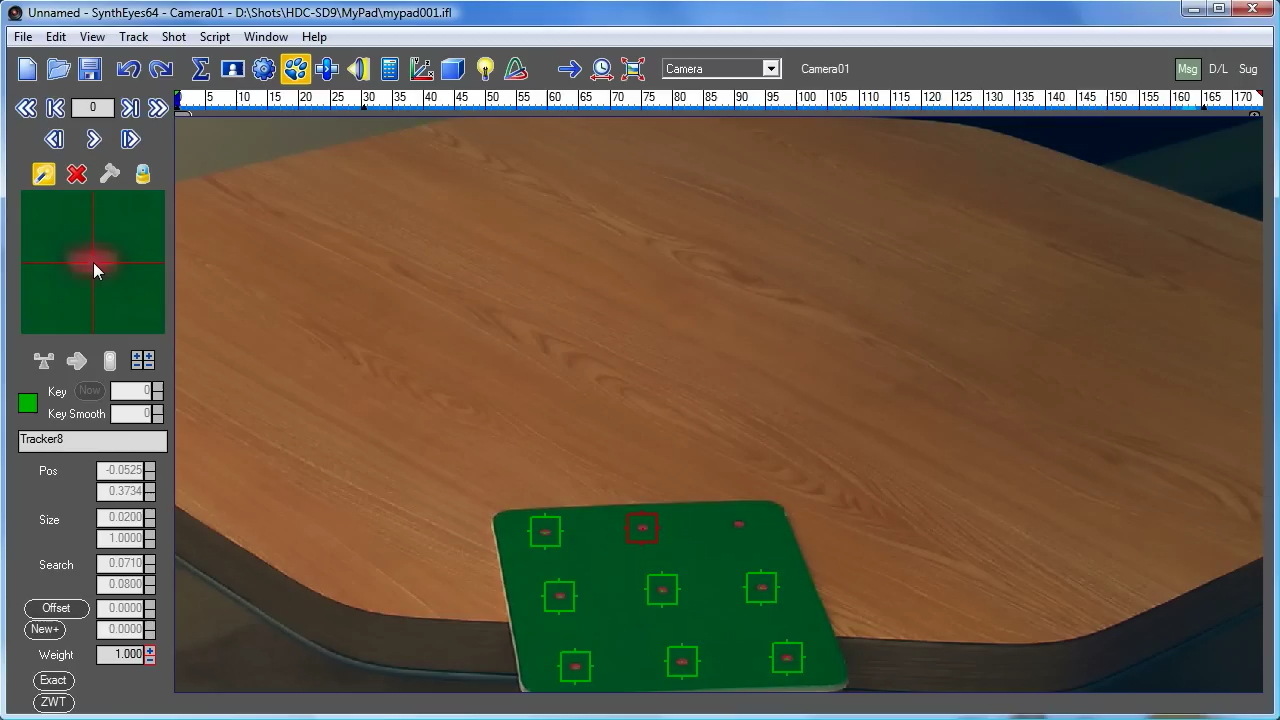 Unnamed - SynthEyes64 - Camera01 - D:\Shots\HDC-SD9\MyPad\mypad001.ifl
File Edit View Track Shot Script Window Help
Camera Camera01 Msg D/L Sug
0 5 10 15 20 25 30 35 40 45 50 55 60 65 70 75 80 85 90 95 100 105 110 115 120 125 130 135 140 145 150 155 160 165 170
0
Key Now 0
Key Smooth 0
Tracker8
Pos -0.0525
0.3734
Size 0.0200
1.0000
Search 0.0710
0.0800
Offset 0.0000
New+ 0.0000
Weight 1.000
Exact
ZWT